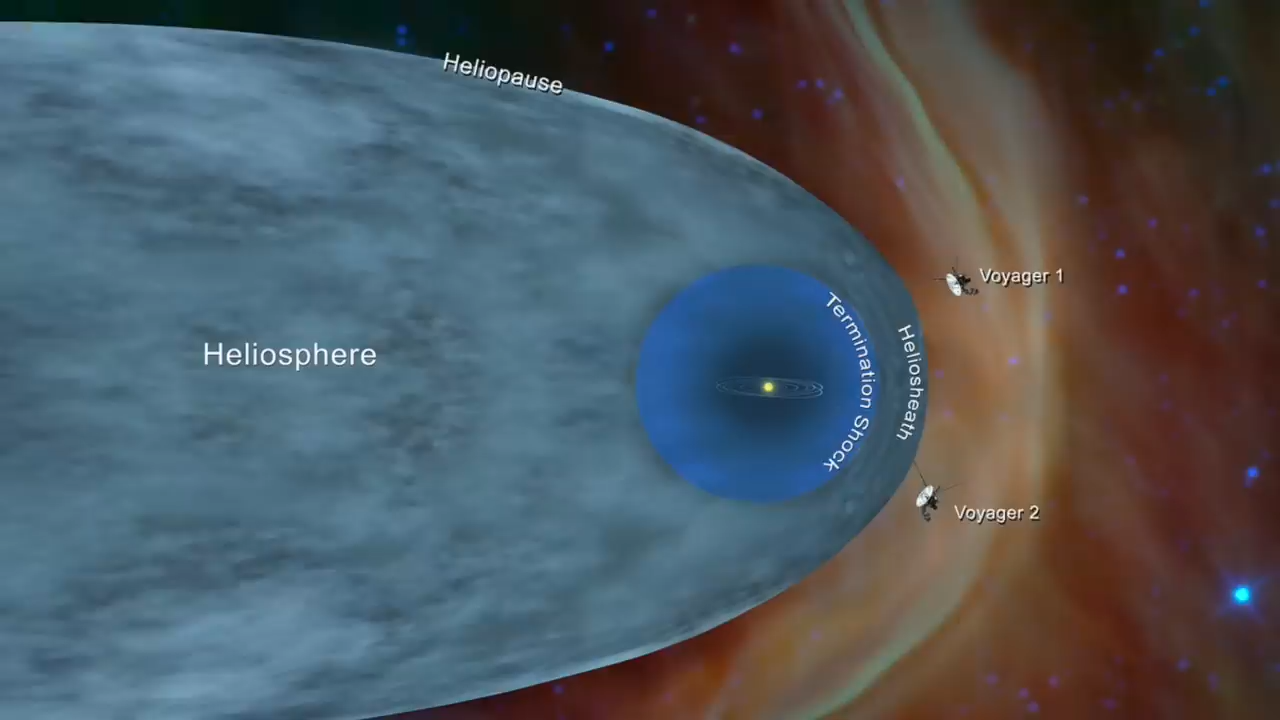 Heliopause
Voyager 1
Termination Shock
Heliosheath
Heliosphere
Voyager 2